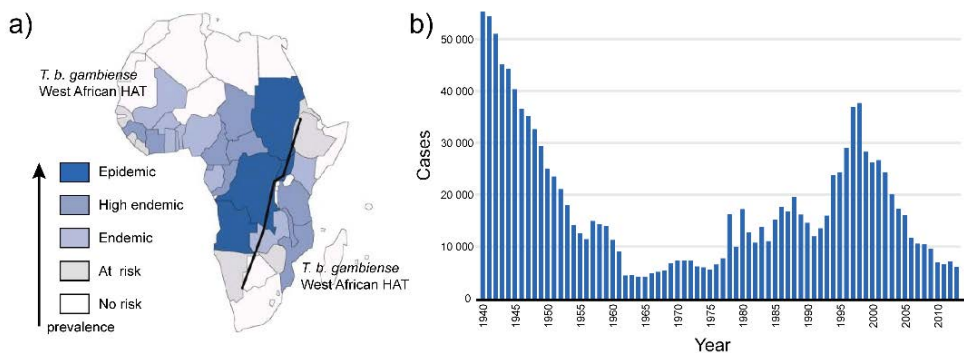 a)
T. b. gambiense
West African HAT
Epidemic
High endemic
Endemic
At risk
No risk
prevalence
T. b. gambiense
West African HAT
b)
Cases
50 000
40 000
30 000
20 000
10 000
0
1940
1945
1950
1955
1960
1965
1970
1975
1980
1985
1990
1995
2000
2005
2010
Year